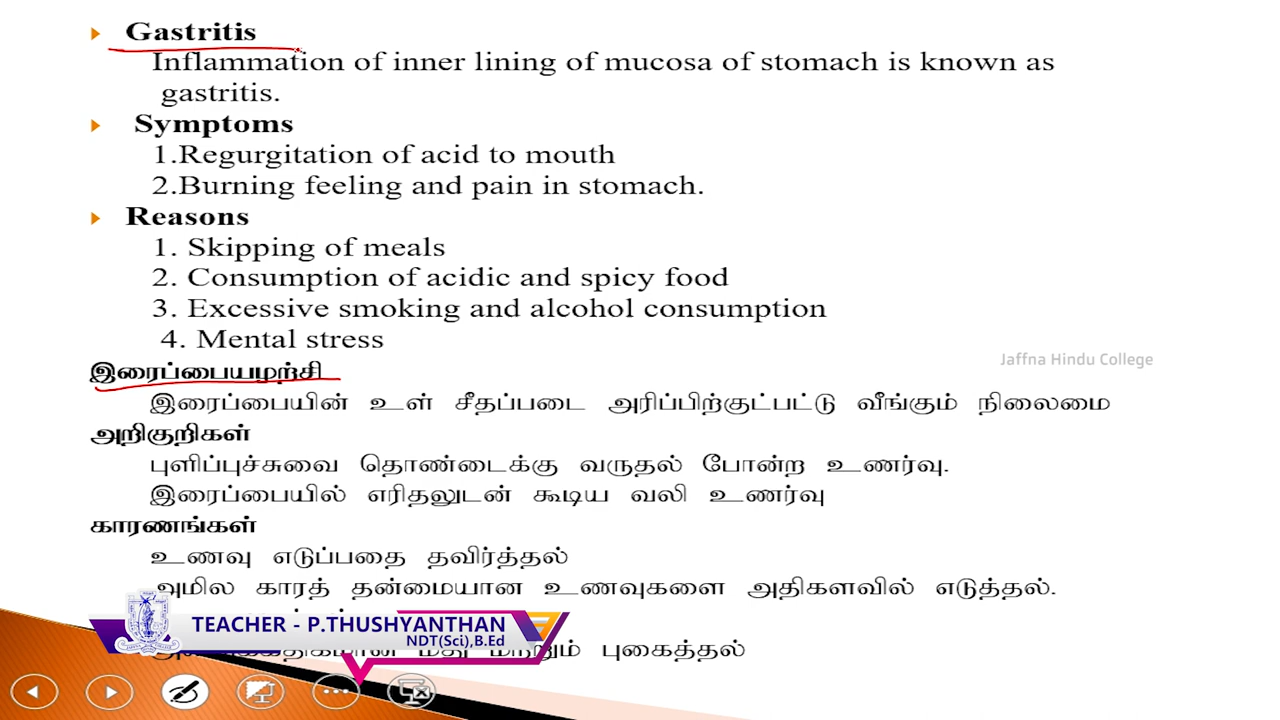 Gastritis
Inflammation of inner lining of mucosa of stomach is known as
gastritis.
Symptoms
1.Regurgitation of acid to mouth
2.Burning feeling and pain in stomach.
Reasons
1. Skipping of meals
2. Consumption of acidic and spicy food
3. Excessive smoking and alcohol consumption
4. Mental stress
Jaffna Hindu College
இரைப்பையழற்சி
இரைப்பையின் உள் சீதப்படை அரிப்பிற்குட்பட்டு வீங்கும் நிலைமை
அறிகுறிகள்
புளிப்புச்சுவை தொண்டைக்கு வருதல் போன்ற உணர்வு.
இரைப்பையில் எரிதலுடன் கூடிய வலி உணர்வு
காரணங்கள்
உணவு எடுப்பதை தவிர்த்தல்
அமில காரத் தன்மையான உணவுகளை அதிகளவில் எடுத்தல்.
TEACHER - P.THUSHYANTHAN
NDT(Sci),B.Ed
புகைத்தல்